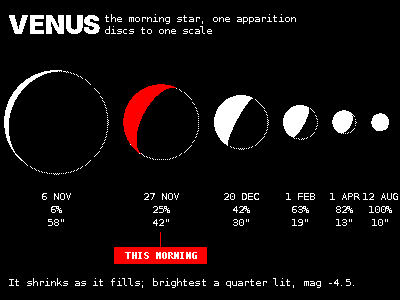 VENUS
the morning star, one apparition
discs to one scale
6 NOV 27 NOV 20 DEC 1 FEB 1 APR 12 AUG
6% 25% 42% 63% 82% 100%
58" 42" 30" 19" 13" 10"
THIS MORNING
It shrinks as it fills; brightest a quarter lit, mag -4.5.